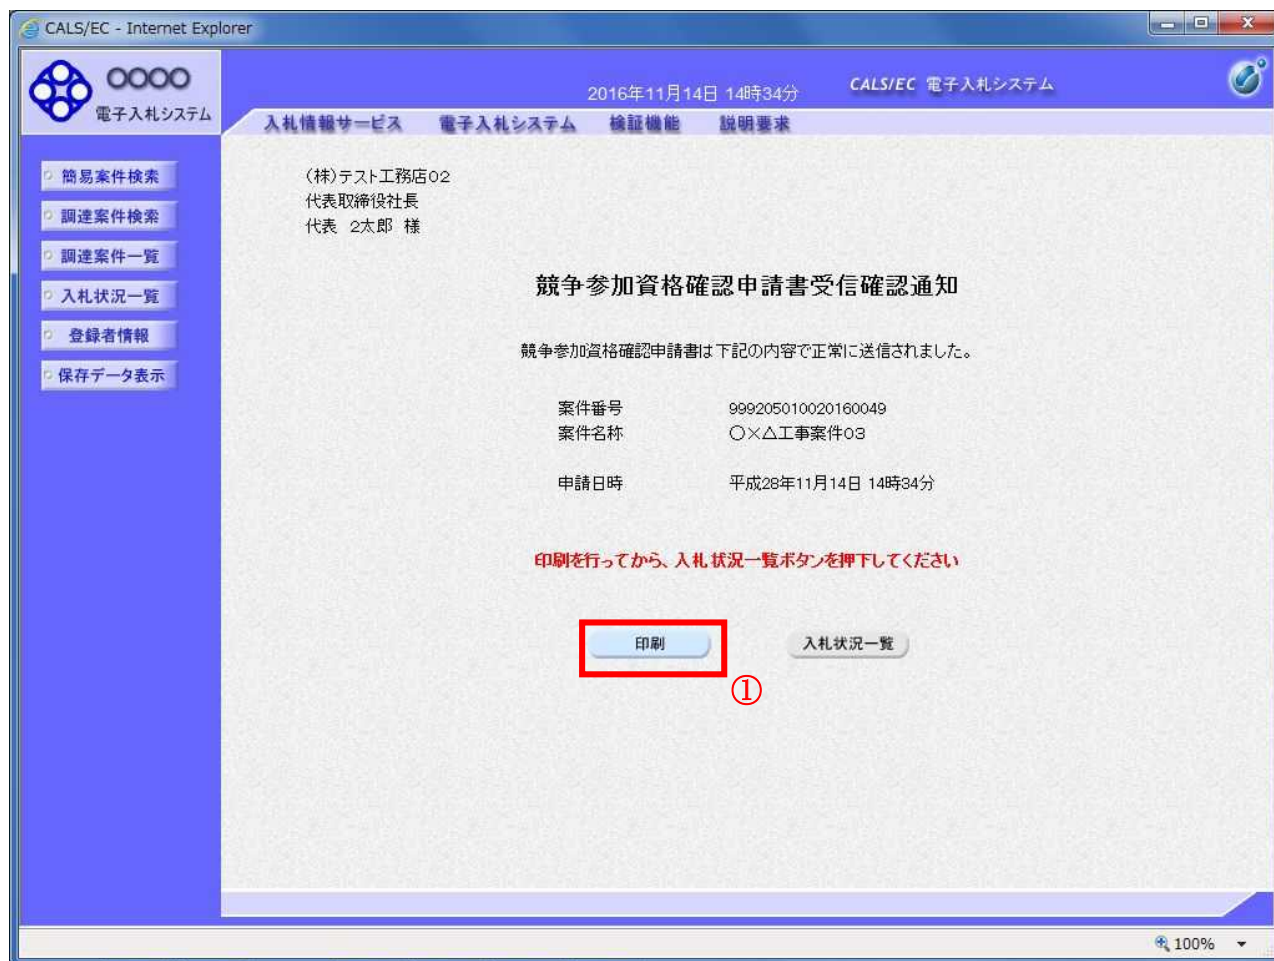 CALS/EC - Internet Explorer
○○○○
電子入札システム
2016年11月14日 14時34分
CALS/EC 電子入札システム
入札情報サービス 電子入札システム 検証機能 説明要求
簡易案件検索
調達案件検索
調達案件一覧
入札状況一覧
登録者情報
保存データ表示
(株)テスト工務店02
代表取締役社長
代表 2太郎 様
競争参加資格確認申請書受信確認通知
競争参加資格確認申請書は下記の内容で正常に送信されました。
案件番号 999205010020160049
案件名称 ○×△工事案件03
申請日時 平成28年11月14日 14時34分
印刷を行ってから、入札状況一覧ボタンを押下してください
印刷 入札状況一覧
①
100%